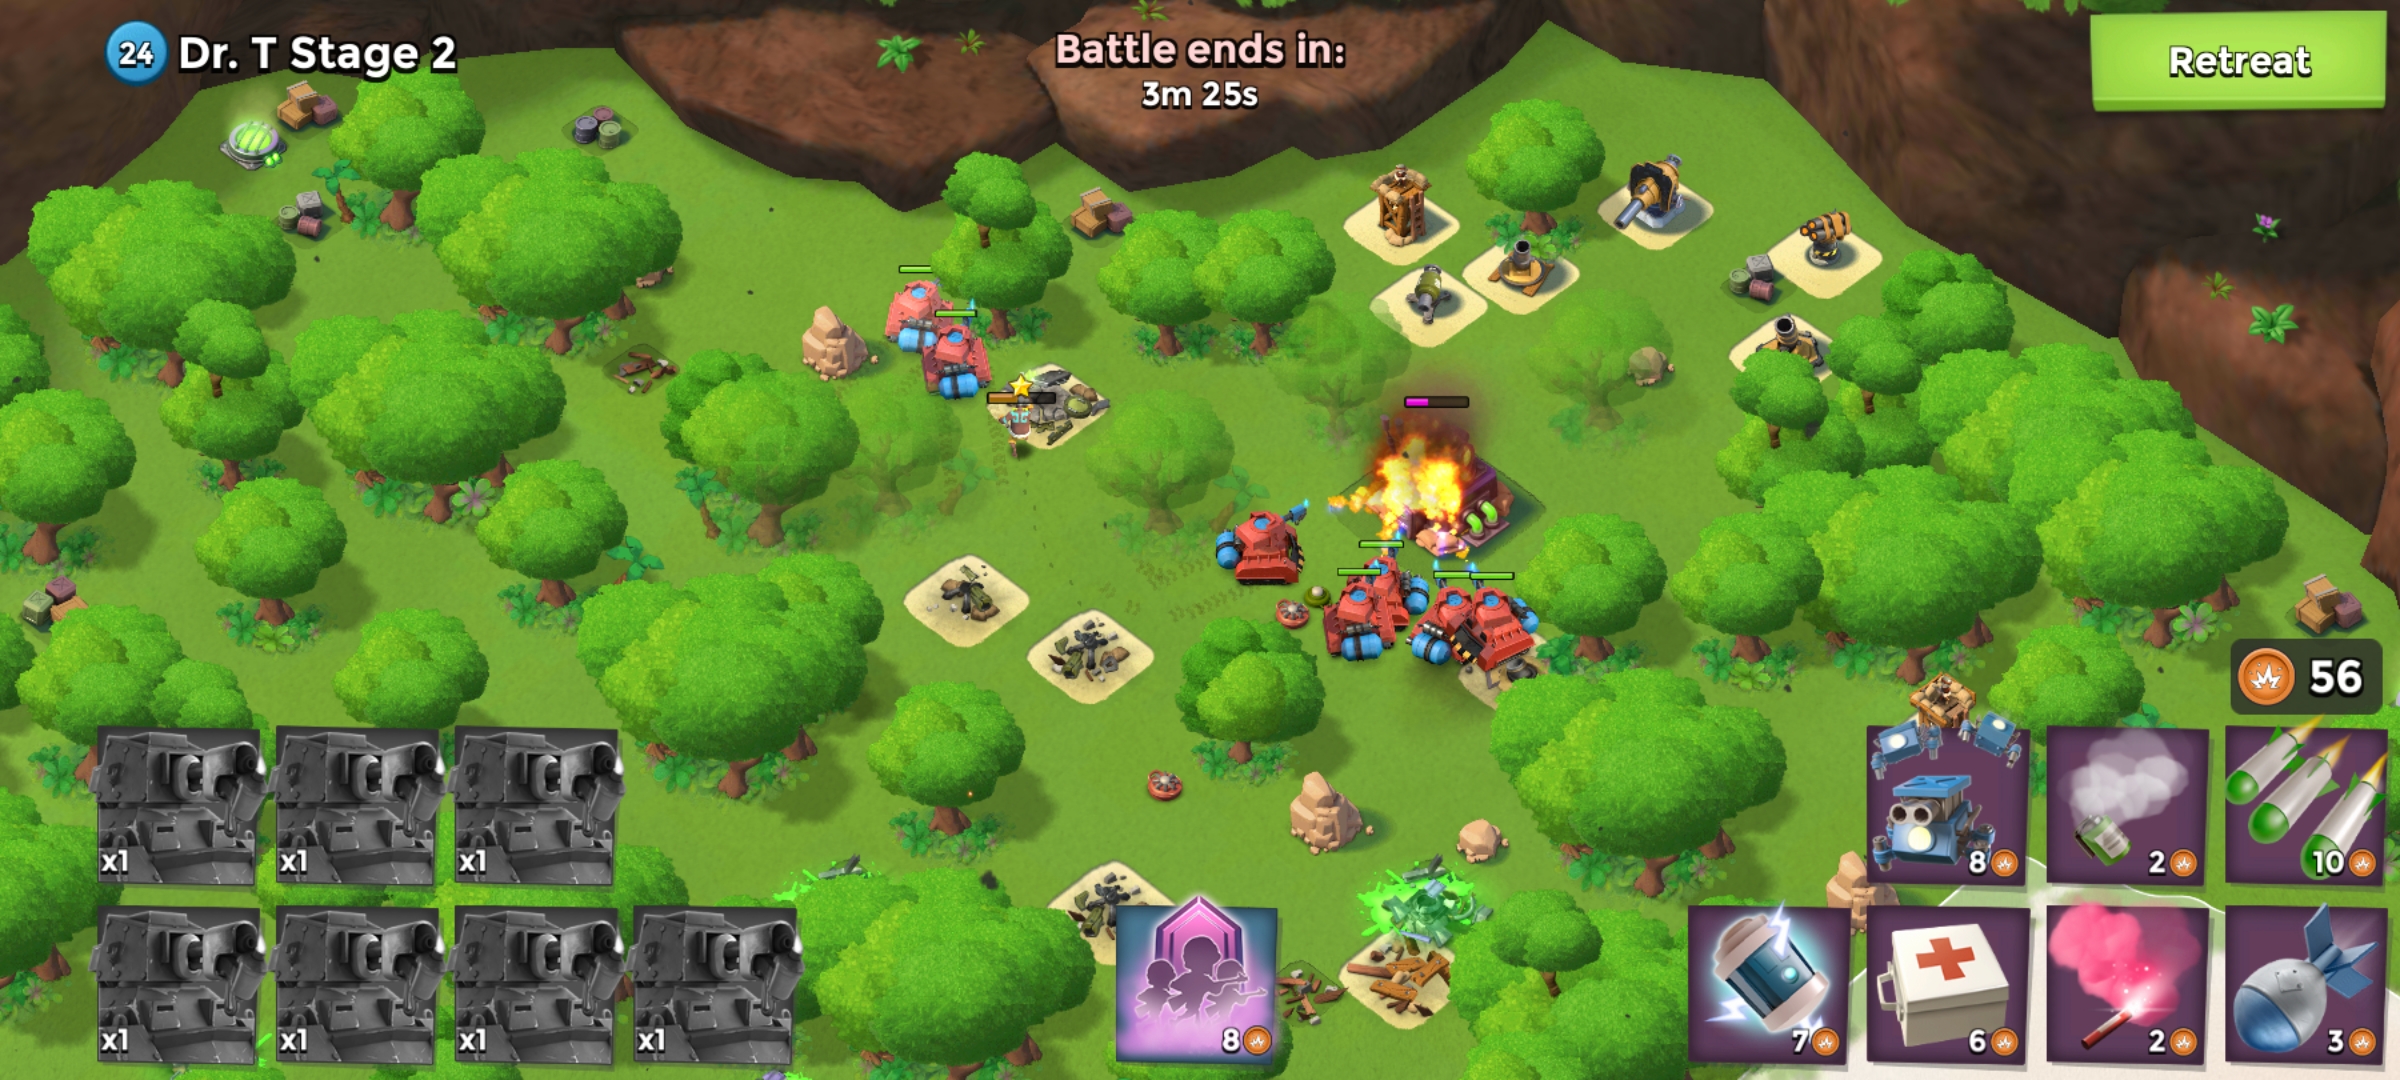 24 Dr. T Stage 2
Battle ends in:
3m 25s
Retreat
56
x1 x1 x1
8 2 10
x1 x1 x1 x1
8
7 6 2 3